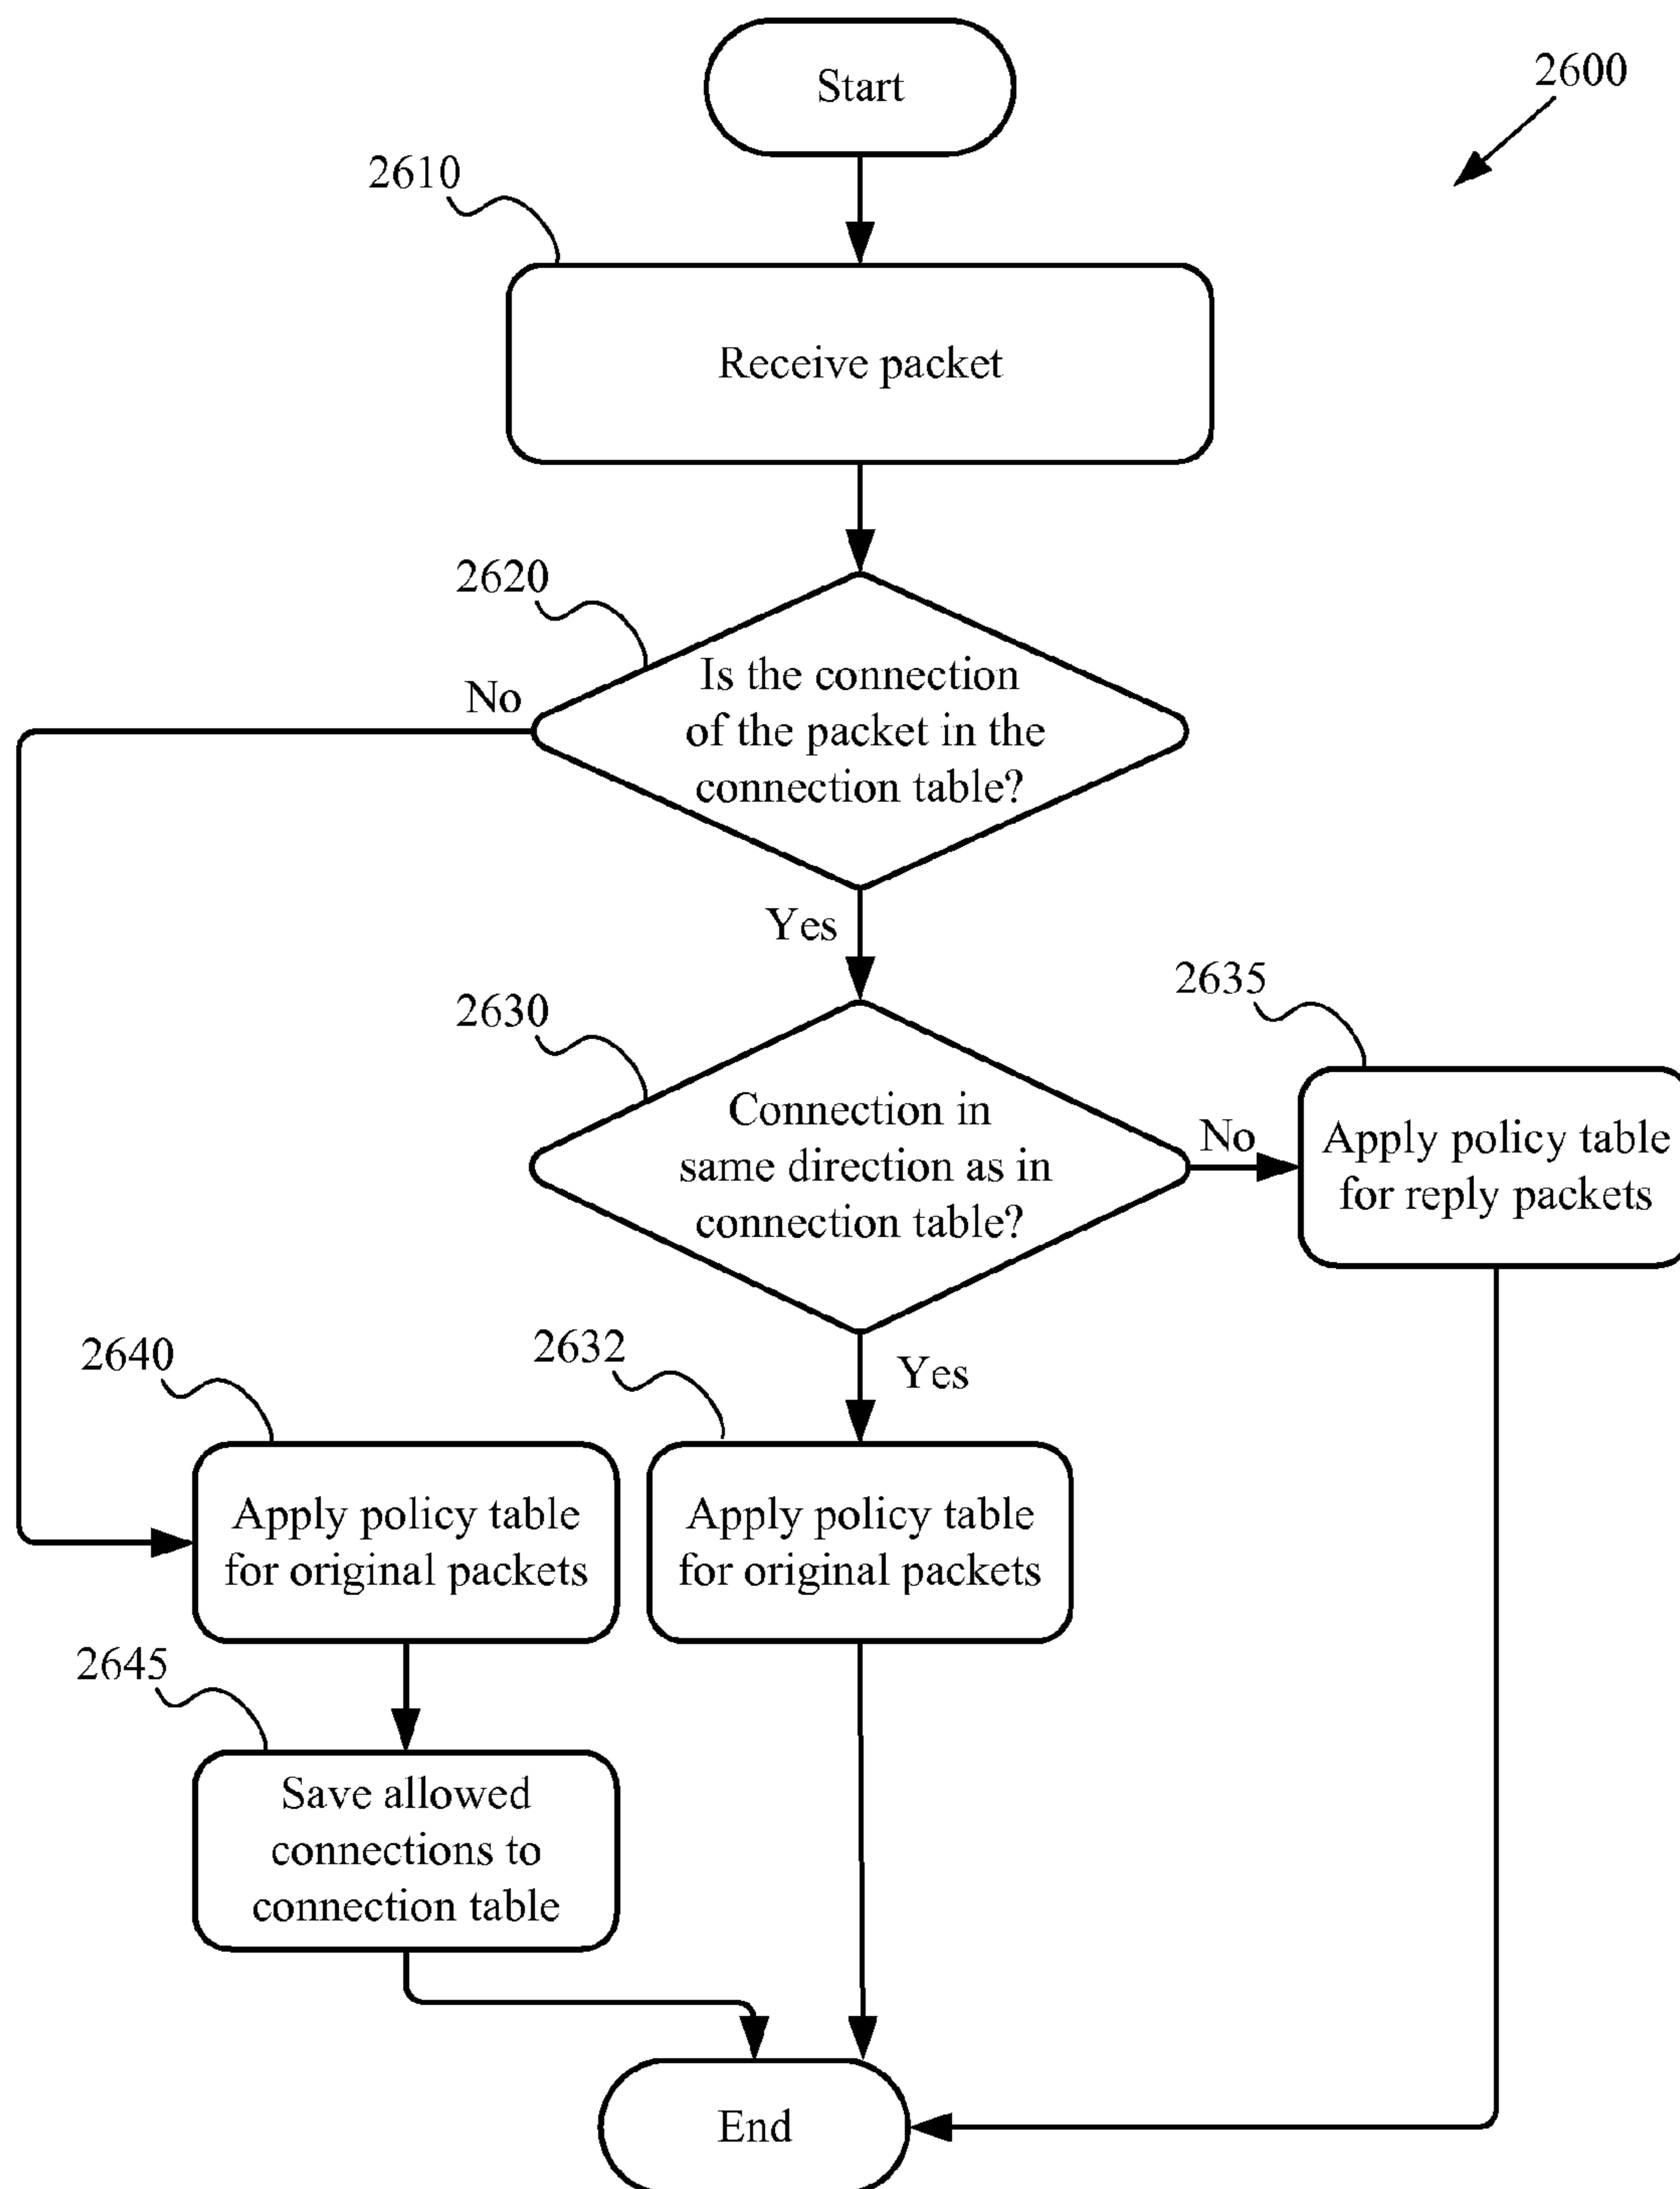 Start
2600
2610
Receive packet
2620
Is the connection
of the packet in the
connection table?
No
Yes
2630
Connection in
same direction as in
connection table?
No
2635
Apply policy table
for reply packets
Yes
2640
Apply policy table
for original packets
2632
Apply policy table
for original packets
2645
Save allowed
connections to
connection table
End